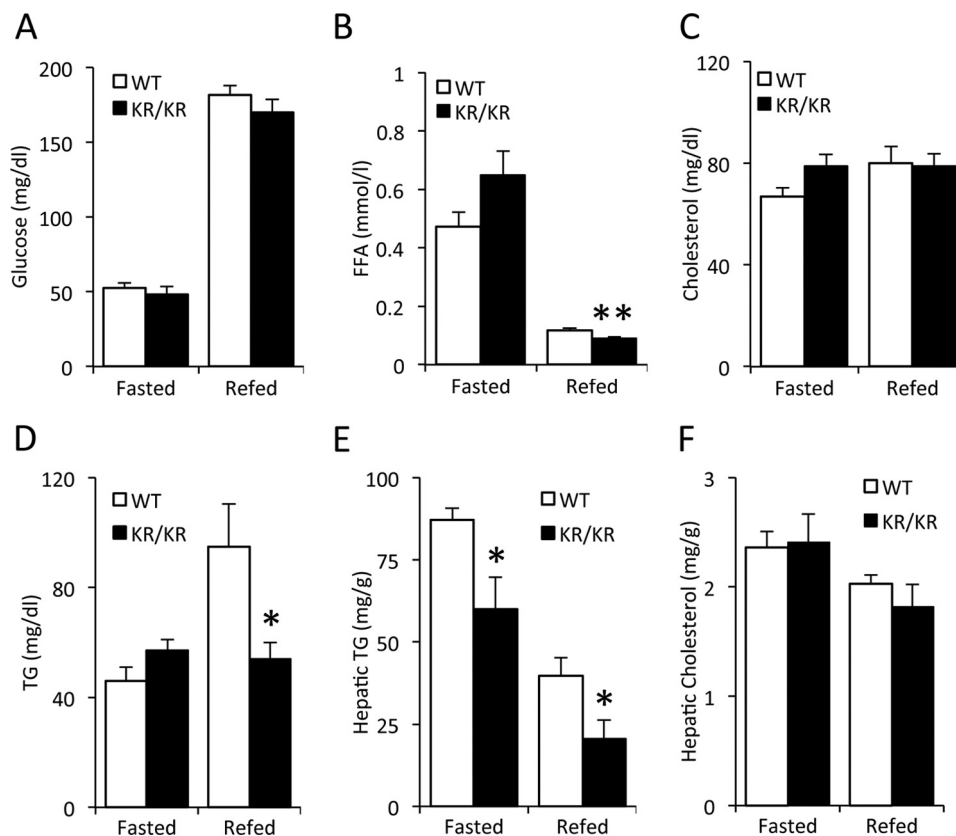 A
Glucose (mg/dl)
200
150
100
50
0
WT
KR/KR
Fasted Refed
B
FFA (mmol/l)
1
0.8
0.6
0.4
0.2
0
WT
KR/KR
**
Fasted Refed
C
Cholesterol (mg/dl)
120
80
40
0
WT
KR/KR
Fasted Refed
D
TG (mg/dl)
120
80
40
0
WT
KR/KR
*
Fasted Refed
E
Hepatic TG (mg/g)
100
75
50
25
0
WT
KR/KR
*
*
Fasted Refed
F
Hepatic Cholesterol (mg/g)
3
2
1
0
WT
KR/KR
Fasted Refed